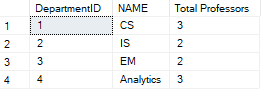 DepartmentID NAME Total Professors
1 1 CS 3
2 2 IS 2
3 3 EM 2
4 4 Analytics 3